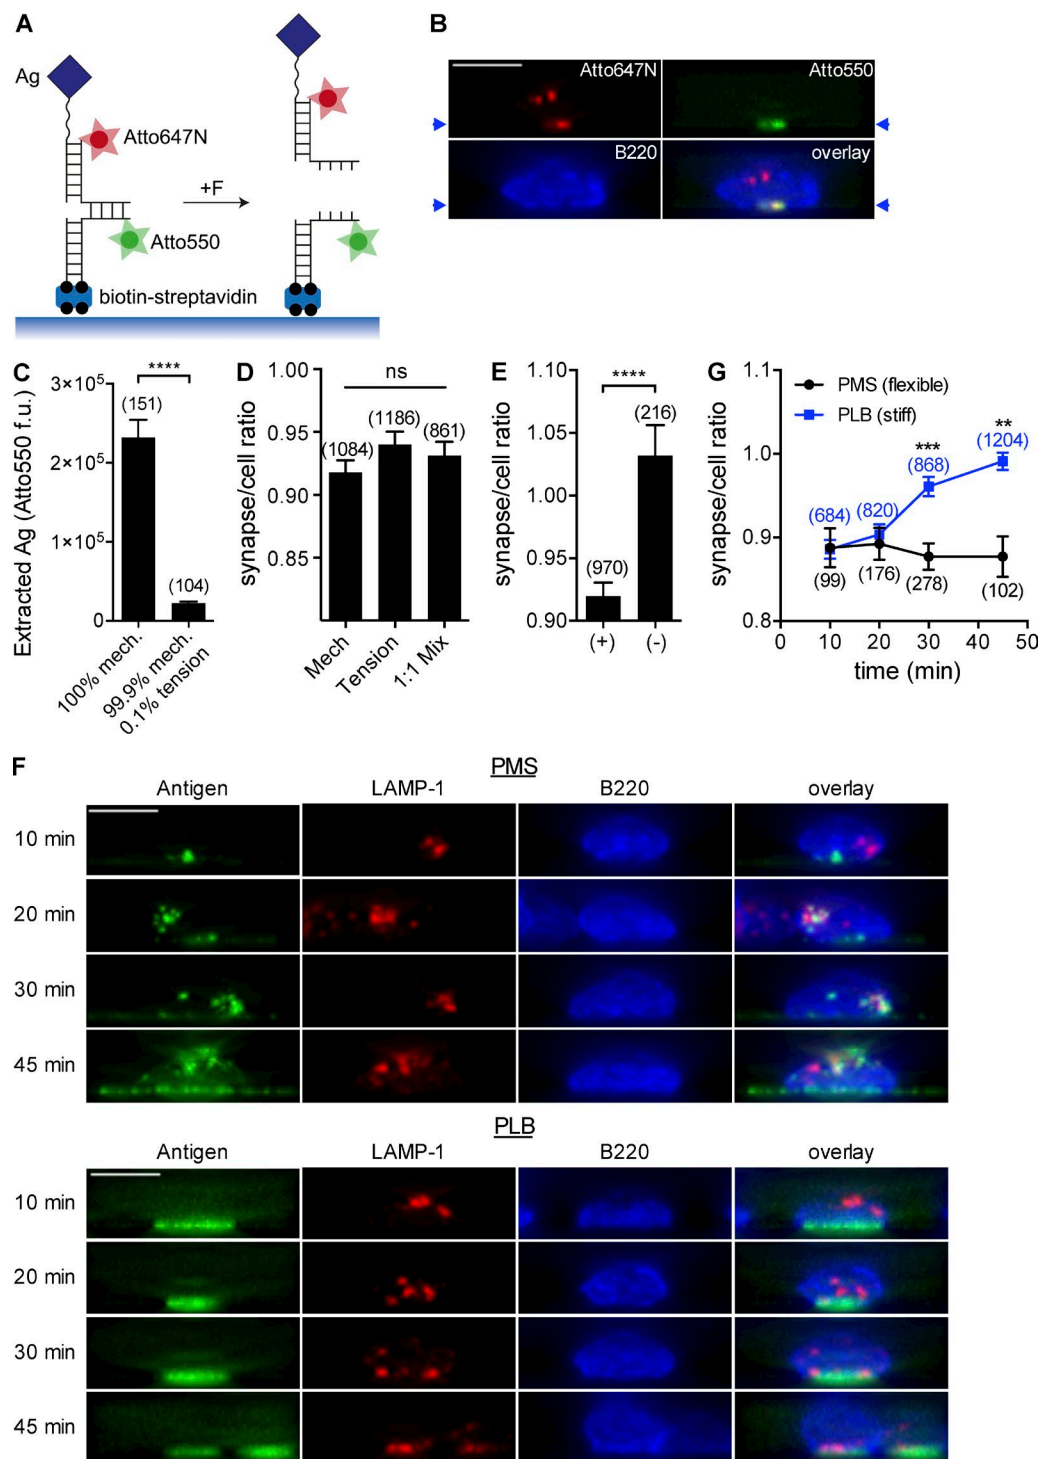 A
Ag
Atto647N
+F
Atto550
biotin-streptavidin
B
Atto647N
Atto550
B220
overlay
C
Extracted Ag (Atto550 f.u.)
3×10⁵
2×10⁵
1×10⁵
0
****
(151)
(104)
100% mech.
99.9% mech.
0.1% tension
D
synapse/cell ratio
1.00
0.95
0.90
0.85
ns
(1084)
(1186)
(861)
Mech
Tension
1:1 Mix
E
synapse/cell ratio
1.10
1.05
1.00
0.95
0.90
****
(970)
(216)
(+)
(-)
G
synapse/cell ratio
1.1
1.0
0.9
0.8
PMS (flexible)
PLB (stiff)
***
**
(684)
(820)
(868)
(1204)
(99)
(176)
(278)
(102)
0 10 20 30 40 50
time (min)
F
PMS
Antigen LAMP-1 B220 overlay
10 min
20 min
30 min
45 min
PLB
Antigen LAMP-1 B220 overlay
10 min
20 min
30 min
45 min